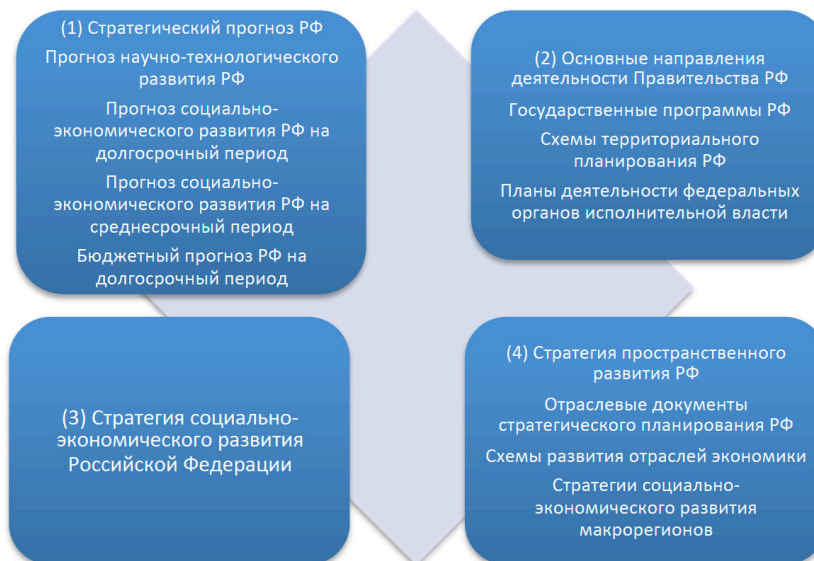 (1) Стратегический прогноз РФ
Прогноз научно-технологического
развития РФ
Прогноз социально-
экономического развития РФ на
долгосрочный период
Прогноз социально-
экономического развития РФ на
среднесрочный период
Бюджетный прогноз РФ на
долгосрочный период
(2) Основные направления
деятельности Правительства РФ
Государственные программы РФ
Схемы территориального
планирования РФ
Планы деятельности федеральных
органов исполнительной власти
(3) Стратегия социально-
экономического развития
Российской Федерации
(4) Стратегия пространственного
развития РФ
Отраслевые документы
стратегического планирования РФ
Схемы развития отраслей экономики
Стратегии социально-
экономического развития
макрорегионов